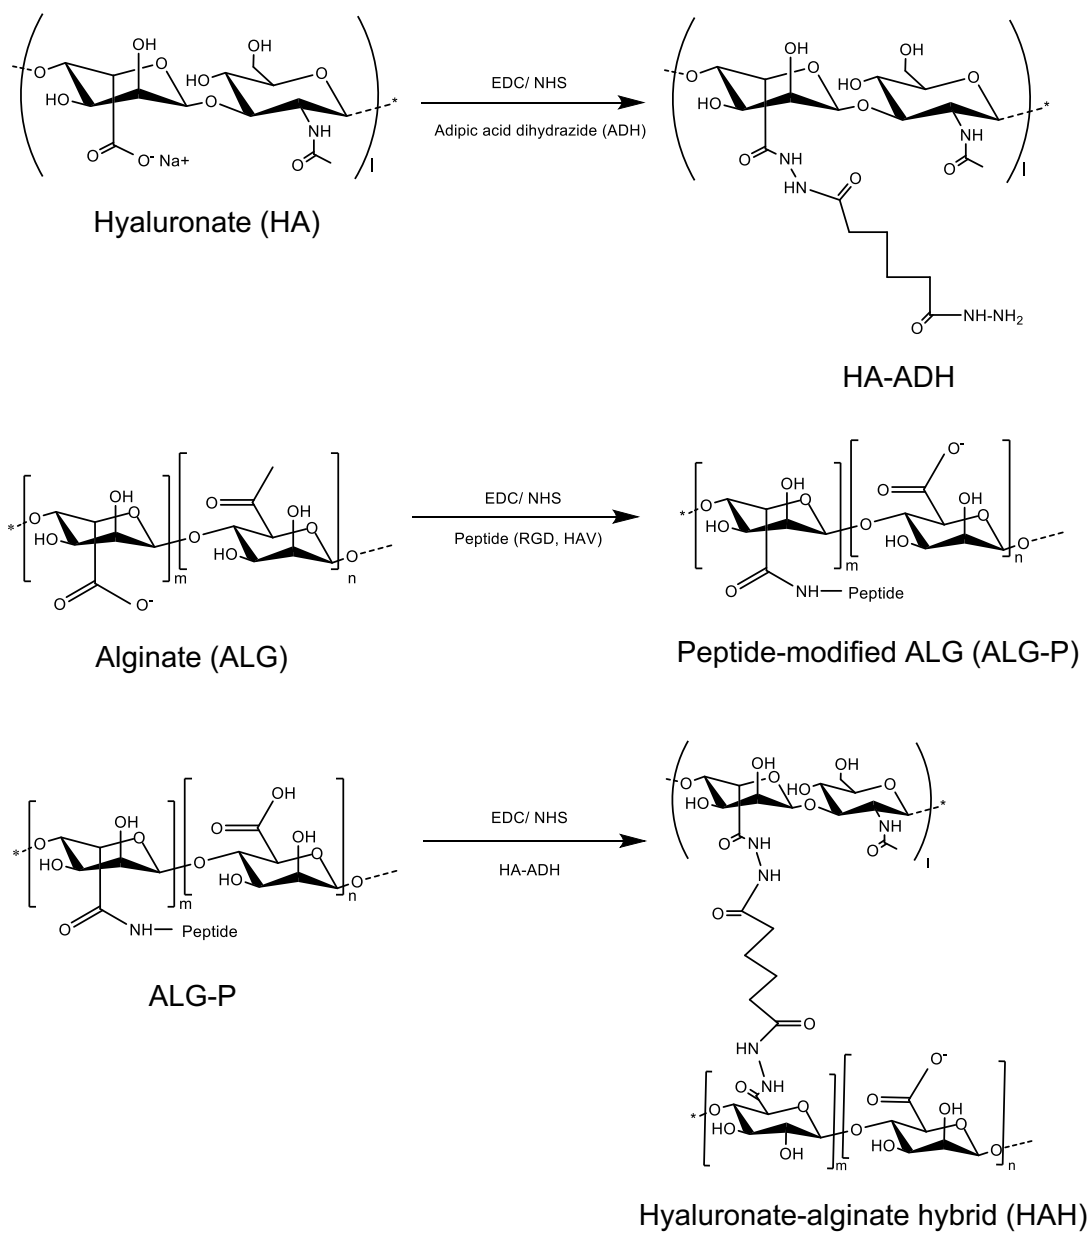 OH
OH
O
O
HO
O
HO
O
*
NH
O
O
O- Na+
l
Hyaluronate (HA)
EDC/ NHS
Adipic acid dihydrazide (ADH)
OH
OH
O
O
HO
O
HO
O
*
NH
O
O
NH
HN
O
l
O
NH-NH2
HA-ADH
*
O
OH
O
HO
m
O
O-
O
O
OH
O
HO
O
n
Alginate (ALG)
EDC/ NHS
Peptide (RGD, HAV)
*
O
OH
O
HO
m
O
NH
Peptide
O
O
O-
OH
O
HO
O
n
Peptide-modified ALG (ALG-P)
*
O
OH
O
HO
m
O
NH
Peptide
O
O
OH
OH
O
HO
O
n
ALG-P
EDC/ NHS
HA-ADH
OH
OH
O
O
HO
O
HO
O
*
NH
O
O
NH
NH
l
O
O
HN
NH
O
*
O
O
HO
OH
m
O
O
O-
OH
O
HO
O
n
Hyaluronate-alginate hybrid (HAH)